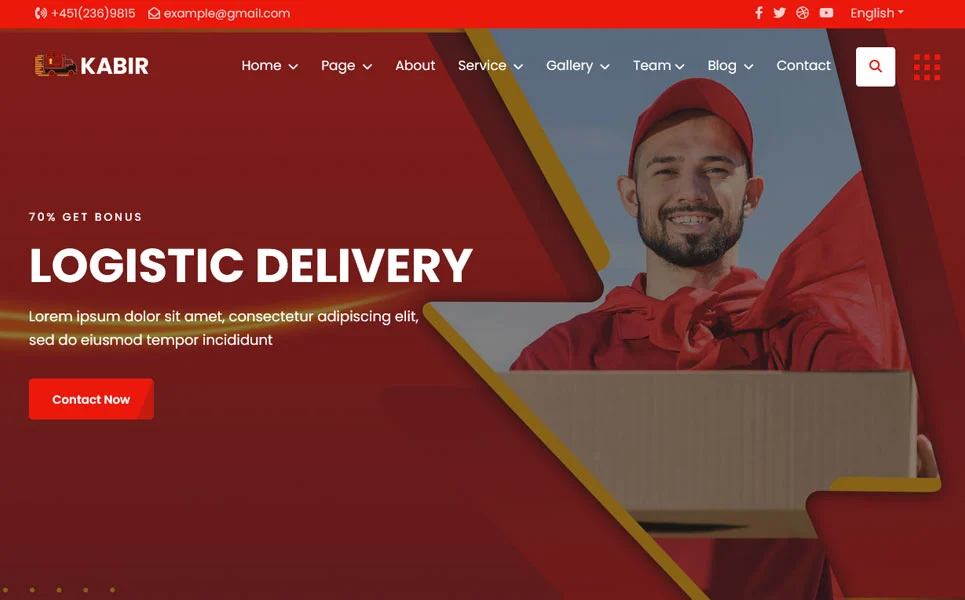 +451(236)9815 example@gmail.com English
KABIR Home Page About Service Gallery Team Blog Contact
70% GET BONUS
LOGISTIC DELIVERY
Lorem ipsum dolor sit amet, consectetur adipiscing elit,
sed do eiusmod tempor incididunt
Contact Now